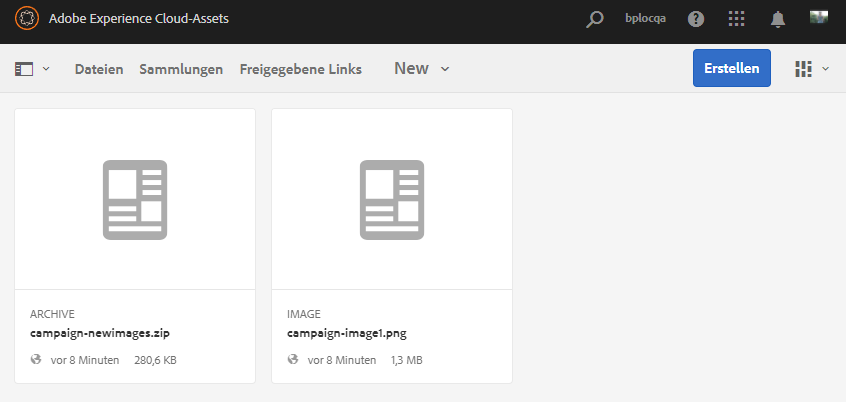 Adobe Experience Cloud-Assets bplocqa ?
Dateien Sammlungen Freigegebene Links New Erstellen
ARCHIVE
campaign-newimages.zip
vor 8 Minuten 280,6 KB
IMAGE
campaign-image1.png
vor 8 Minuten 1,3 MB